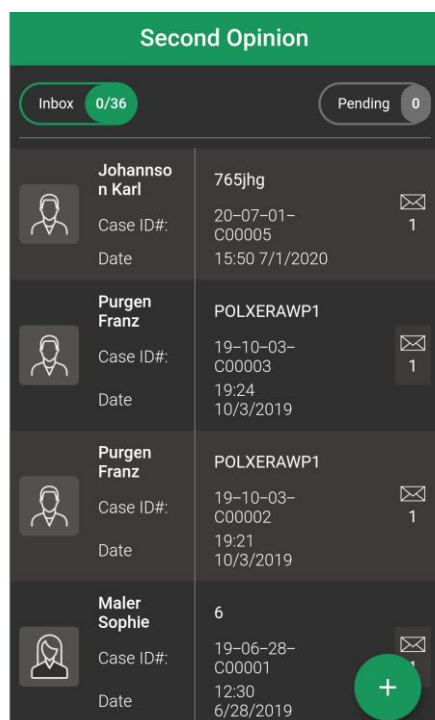 Second Opinion
Inbox 0/36 Pending 0
Johannso
n Karl
765jhg
Case ID#:
20-07-01-
C00005
1
Date
15:50 7/1/2020
Purgen
Franz
POLXERAWP1
Case ID#:
19-10-03-
C00003
1
Date
19:24
10/3/2019
Purgen
Franz
POLXERAWP1
Case ID#:
19-10-03-
C00002
1
Date
19:21
10/3/2019
Maler
Sophie
6
Case ID#:
19-06-28-
C00001
Date
12:30
6/28/2019
+